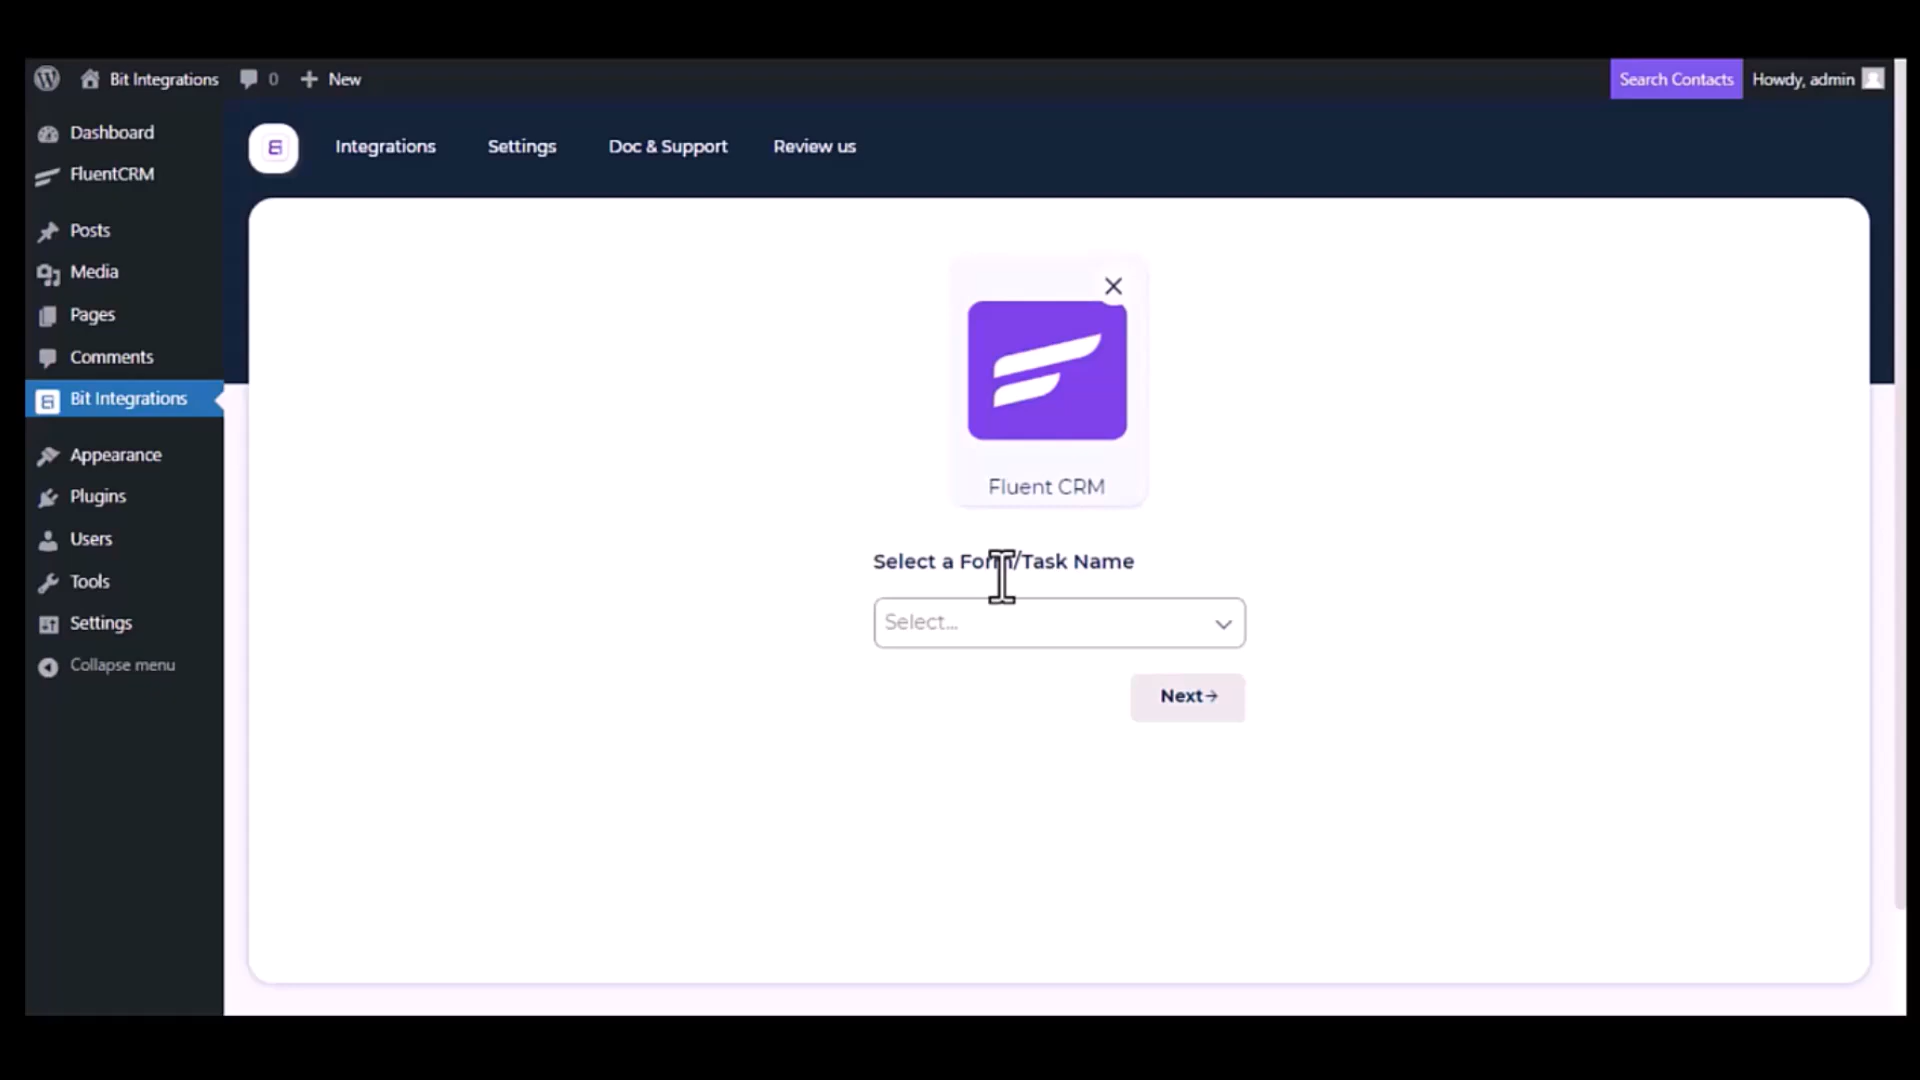 Bit Integrations 0 New Search Contacts Howdy, admin
Dashboard
FluentCRM
Posts
Media
Pages
Comments
Bit Integrations
Appearance
Plugins
Users
Tools
Settings
Collapse menu
Integrations Settings Doc & Support Review us
Fluent CRM
Select a Form/Task Name
Select...
Next→